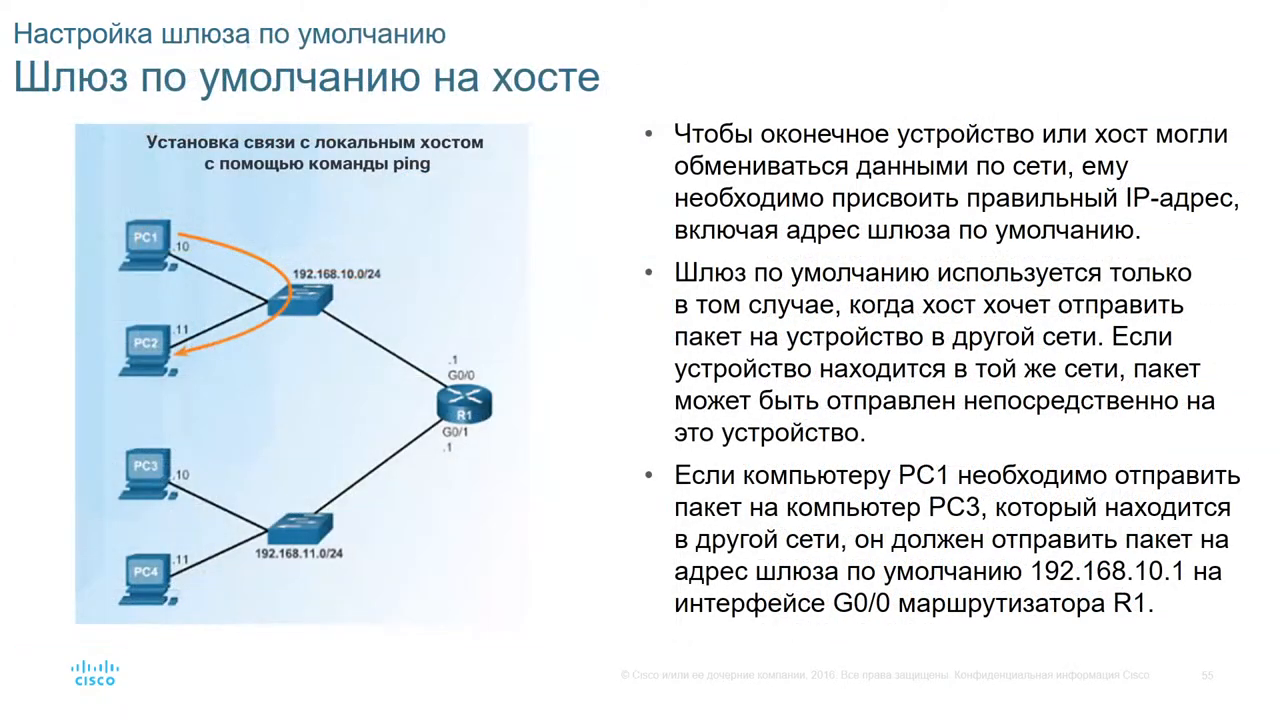 Настройка шлюза по умолчанию
Шлюз по умолчанию на хосте
Установка связи с локальным хостом
с помощью команды ping
PC1
.10
192.168.10.0/24
.11
PC2
.1
G0/0
R1
G0/1
.1
PC3
.10
192.168.11.0/24
.11
PC4
• Чтобы оконечное устройство или хост могли
обмениваться данными по сети, ему
необходимо присвоить правильный IP-адрес,
включая адрес шлюза по умолчанию.
• Шлюз по умолчанию используется только
в том случае, когда хост хочет отправить
пакет на устройство в другой сети. Если
устройство находится в той же сети, пакет
может быть отправлен непосредственно на
это устройство.
• Если компьютеру PC1 необходимо отправить
пакет на компьютер PC3, который находится
в другой сети, он должен отправить пакет на
адрес шлюза по умолчанию 192.168.10.1 на
интерфейсе G0/0 маршрутизатора R1.
CISCO
© Cisco и/или ее дочерние компании, 2016. Все права защищены. Конфиденциальная информация Cisco
55